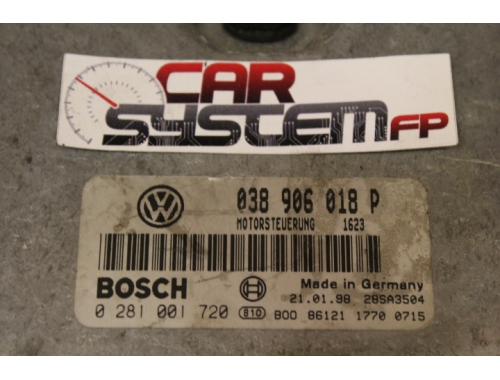 CAR
SYSTEM FP
VW
038 906 018 P
MOTORSTEUERUNG 1623
BOSCH
Made in Germany
21.01.98 28SA3504
0 281 001 720 810 B00 86121 1770 0715